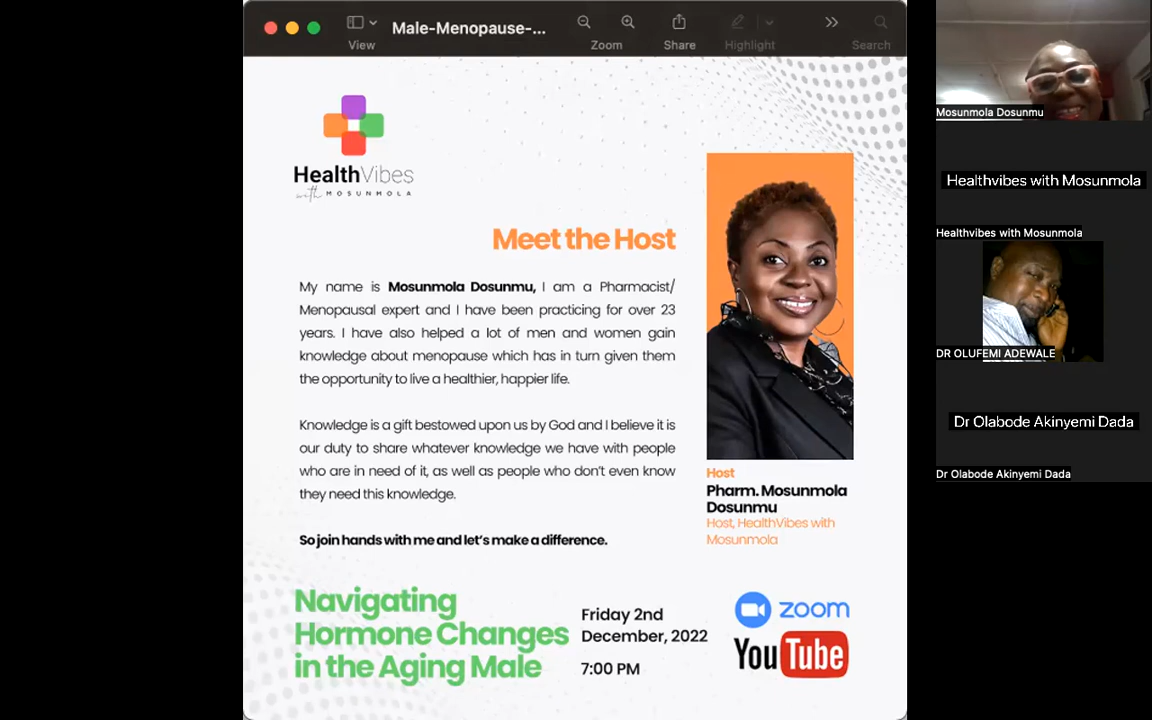 Male-Menopause-...
View
Zoom
Share
Highlight
Search
HealthVibes
with MOSUNMOLA
Meet the Host
My name is Mosunmola Dosunmu, I am a Pharmacist/
Menopausal expert and I have been practicing for over 23
years. I have also helped a lot of men and women gain
knowledge about menopause which has in turn given them
the opportunity to live a healthier, happier life.
Knowledge is a gift bestowed upon us by God and I believe it is
our duty to share whatever knowledge we have with people
who are in need of it, as well as people who don't even know
they need this knowledge.
So join hands with me and let's make a difference.
Host
Pharm. Mosunmola
Dosunmu
Host, HealthVibes with
Mosunmola
Navigating
Hormone Changes
in the Aging Male
Friday 2nd
December, 2022
7:00 PM
zoom
YouTube
Mosunmola Dosunmu
Healthvibes with Mosunmola
Healthvibes with Mosunmola
DR OLUFEMI ADEWALE
Dr Olabode Akinyemi Dada
Dr Olabode Akinyemi Dada